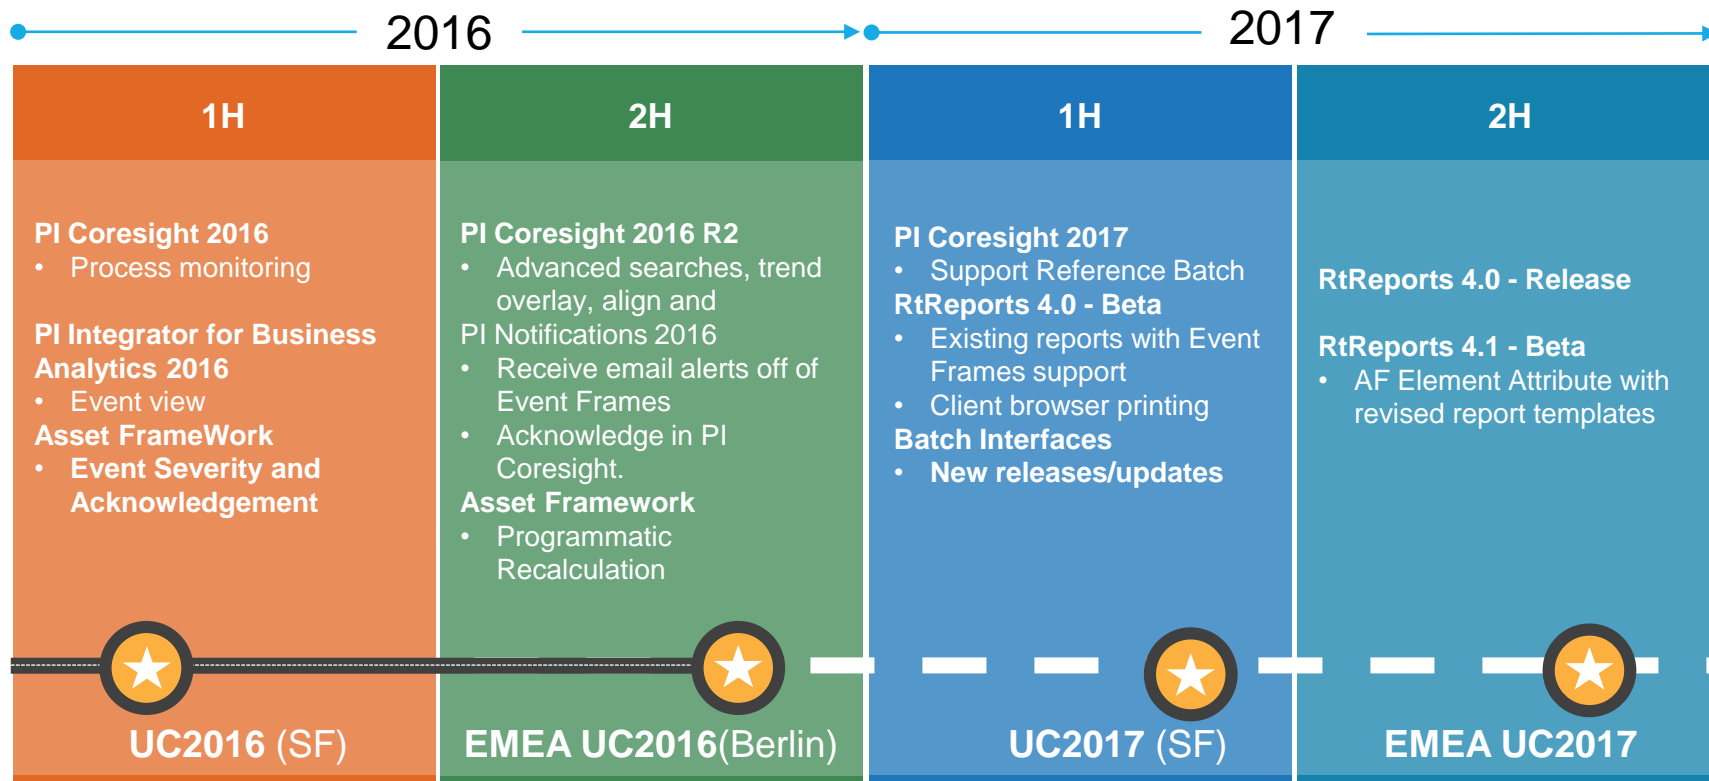 2016
2017
1H
PI Coresight 2016
• Process monitoring
PI Integrator for Business
Analytics 2016
• Event view
Asset FrameWork
• Event Severity and
Acknowledgement
UC2016 (SF)
2H
PI Coresight 2016 R2
• Advanced searches, trend
overlay, align and
PI Notifications 2016
• Receive email alerts off of
Event Frames
• Acknowledge in PI
Coresight.
Asset Framework
• Programmatic
Recalculation
EMEA UC2016(Berlin)
1H
PI Coresight 2017
• Support Reference Batch
RtReports 4.0 - Beta
• Existing reports with Event
Frames support
• Client browser printing
Batch Interfaces
• New releases/updates
UC2017 (SF)
2H
RtReports 4.0 - Release
RtReports 4.1 - Beta
• AF Element Attribute with
revised report templates
EMEA UC2017